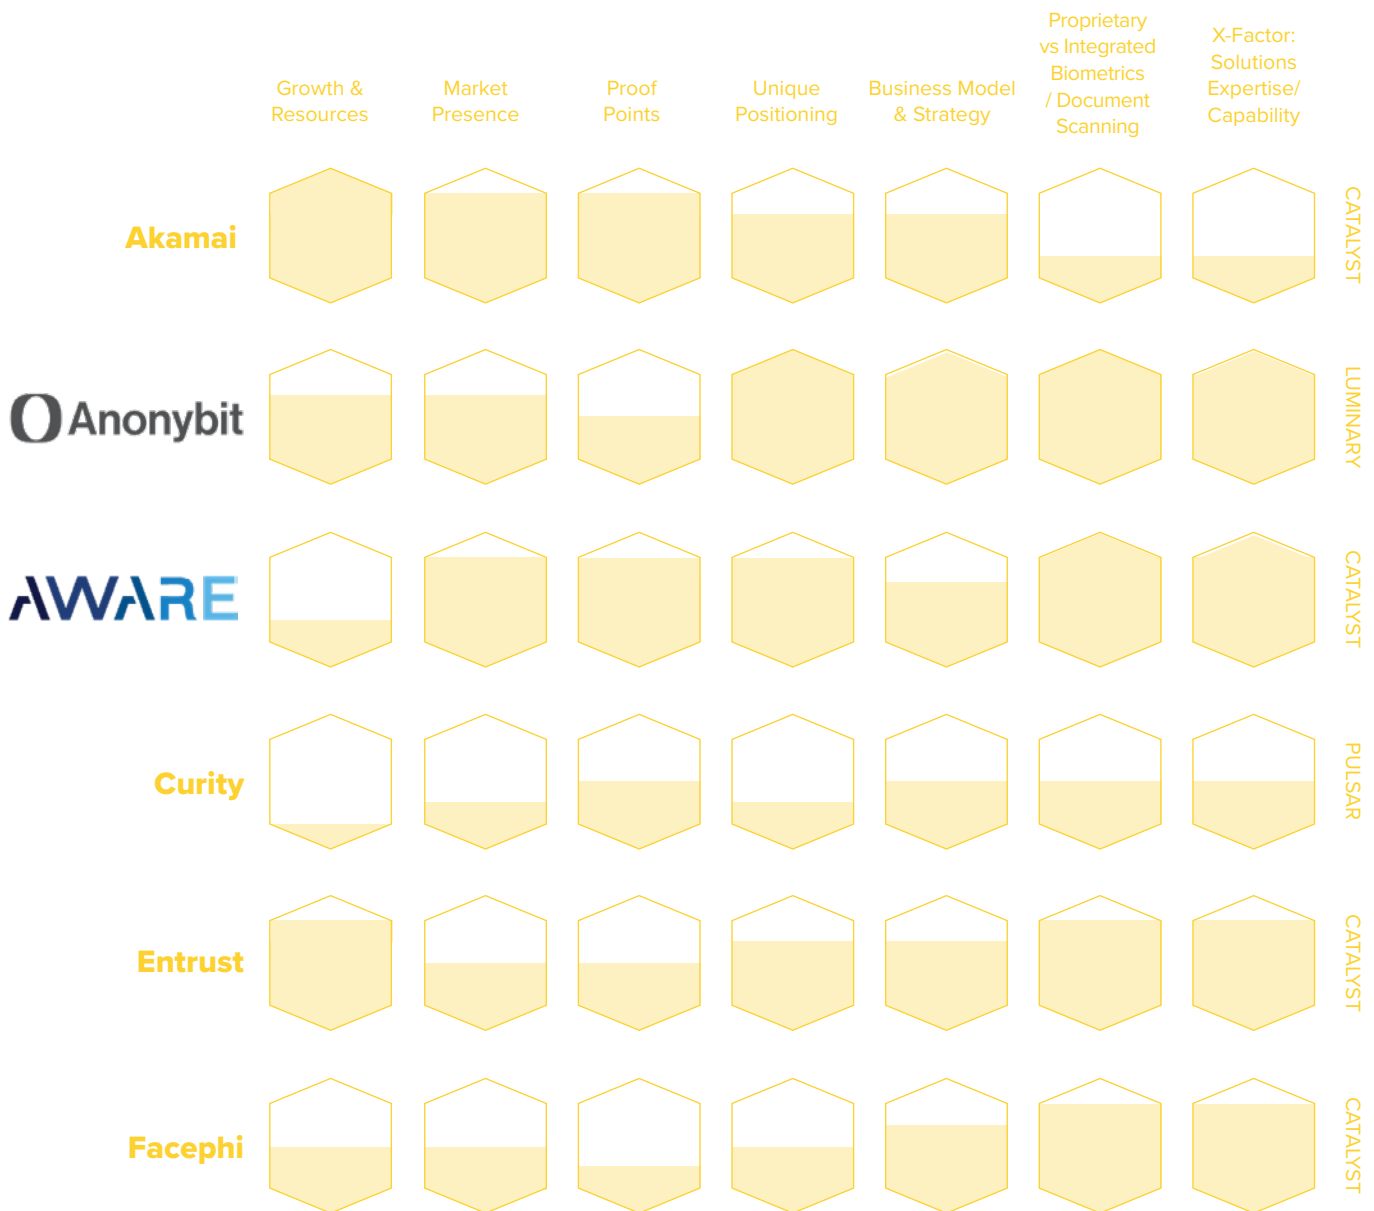 Growth &
Resources
Market
Presence
Proof
Points
Unique
Positioning
Business Model
& Strategy
Proprietary
vs Integrated
Biometrics
/ Document
Scanning
X-Factor:
Solutions
Expertise/
Capability
Akamai
CATALYST
Anonybit
LUMINARY
AWARE
CATALYST
Curity
PULSAR
Entrust
CATALYST
Facephi
CATALYST